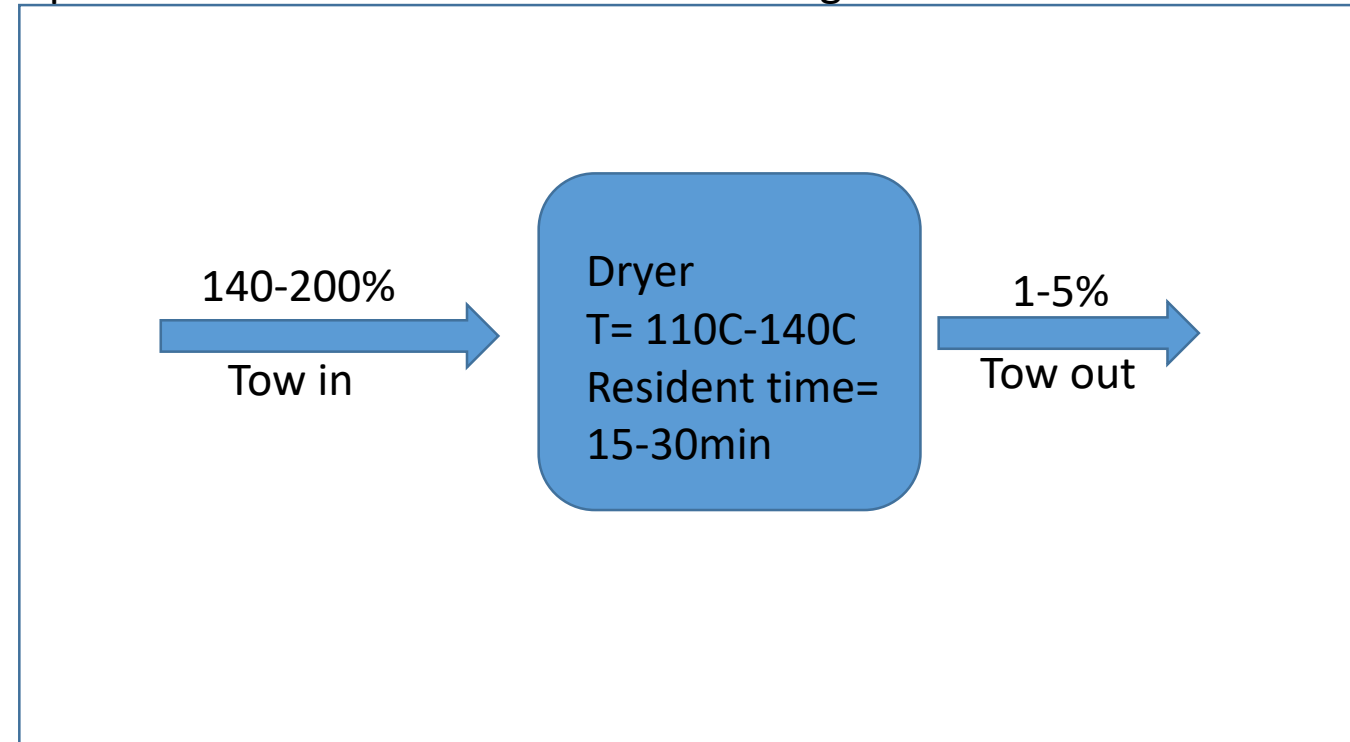 140-200%
Tow in
Dryer
T= 110C-140C
Resident time=
15-30min
1-5%
Tow out